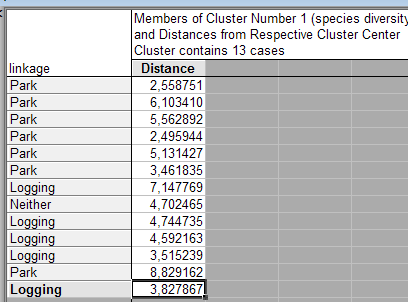 Members of Cluster Number 1 (species diversity
and Distances from Respective Cluster Center
Cluster contains 13 cases
linkage Distance
Park 2,558751
Park 6,103410
Park 5,562892
Park 2,495944
Park 5,131427
Park 3,461835
Logging 7,147769
Neither 4,702465
Logging 4,744735
Logging 4,592163
Logging 3,515239
Park 8,829162
Logging 3,827867